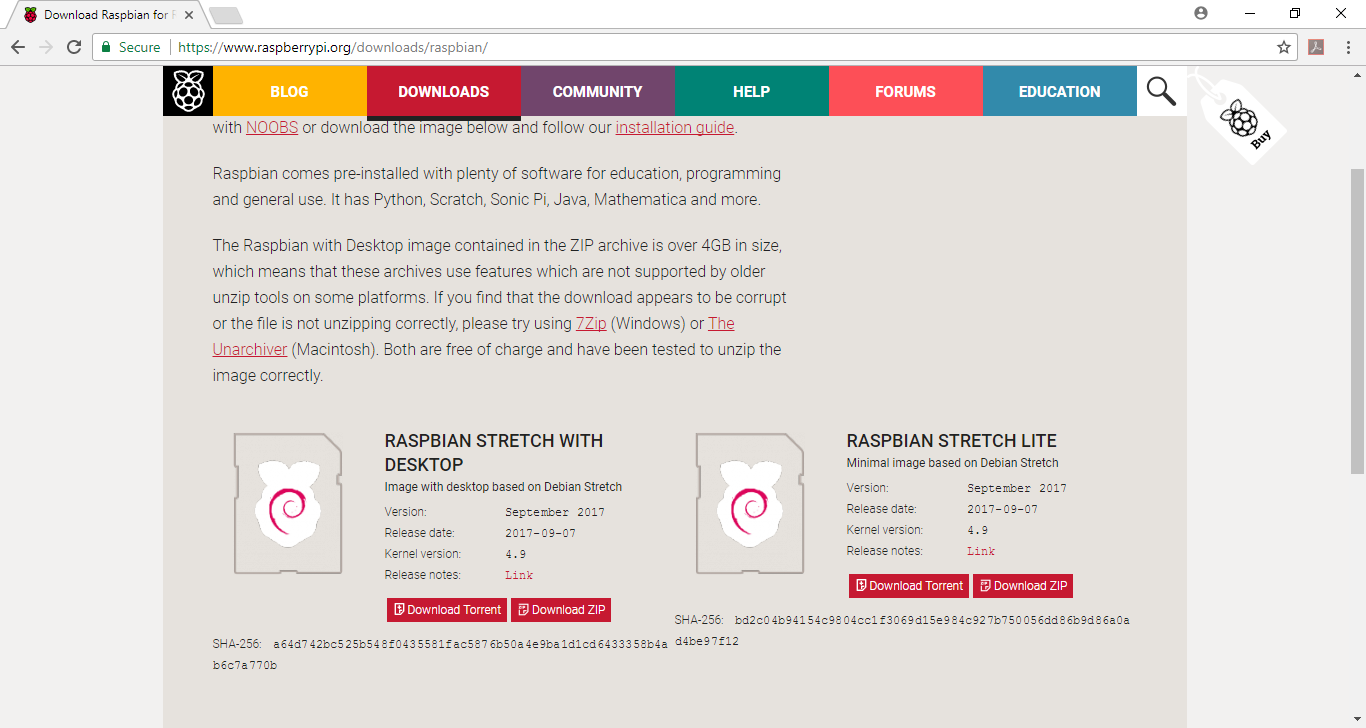 Download Raspbian for R
Secure https://www.raspberrypi.org/downloads/raspbian/
BLOG DOWNLOADS COMMUNITY HELP FORUMS EDUCATION
Buy
with NOOBS or download the image below and follow our installation guide.
Raspbian comes pre-installed with plenty of software for education, programming
and general use. It has Python, Scratch, Sonic Pi, Java, Mathematica and more.
The Raspbian with Desktop image contained in the ZIP archive is over 4GB in size,
which means that these archives use features which are not supported by older
unzip tools on some platforms. If you find that the download appears to be corrupt
or the file is not unzipping correctly, please try using 7Zip (Windows) or The
Unarchiver (Macintosh). Both are free of charge and have been tested to unzip the
image correctly.
RASPBIAN STRETCH WITH
DESKTOP
Image with desktop based on Debian Stretch
Version: September 2017
Release date: 2017-09-07
Kernel version: 4.9
Release notes: Link
Download Torrent Download ZIP
SHA-256: a64d742bc525b548f0435581fac5876b50a4e9ba1d1cd6433358b4a
b6c7a770b
RASPBIAN STRETCH LITE
Minimal image based on Debian Stretch
Version: September 2017
Release date: 2017-09-07
Kernel version: 4.9
Release notes: Link
Download Torrent Download ZIP
SHA-256: bd2c04b94154c9804cc1f3069d15e984c927b750056dd86b9d86a0a
d4be97f12